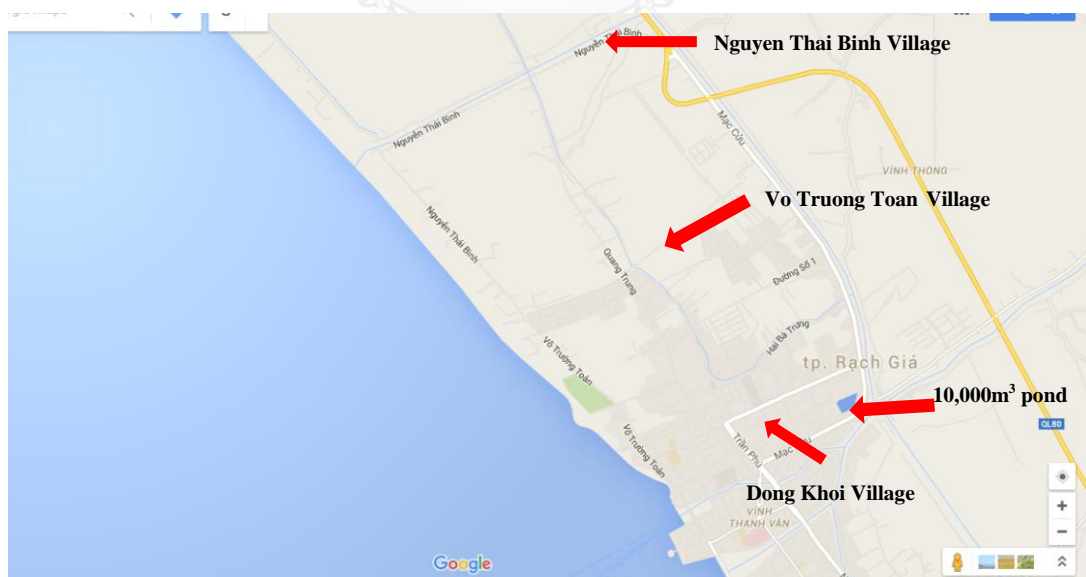 Nguyễn Thái Bình
Nguyen Thai Binh Village
Nguyễn Thái Bình
Mạc Cửu
VĨNH THÔNG
Vo Truong Toan Village
Nguyễn Thái Bình
Quang Trung
Đường Số 1
Hai Bà Trưng
Võ Trường Toản
tp. Rạch Giá
10,000m³ pond
QL80
Võ Trường Toản
Trần Phú
Dong Khoi Village
VĨNH
THANH VÂN
Google